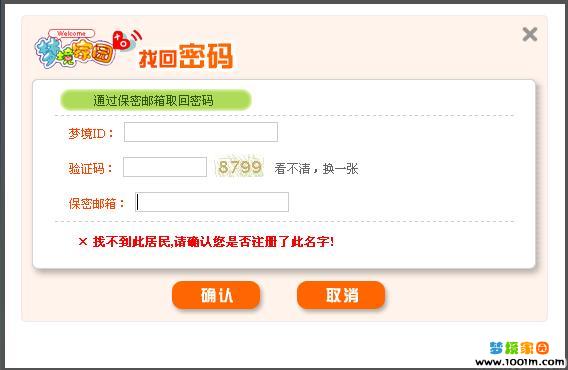 Welcome
梦境家园
找回密码
通过保密邮箱取回密码
梦境ID：
验证码：
8799
看不清，换一张
保密邮箱：
× 找不到此居民,请确认您是否注册了此名字!
确认
取消
梦境家园
www.1001m.com